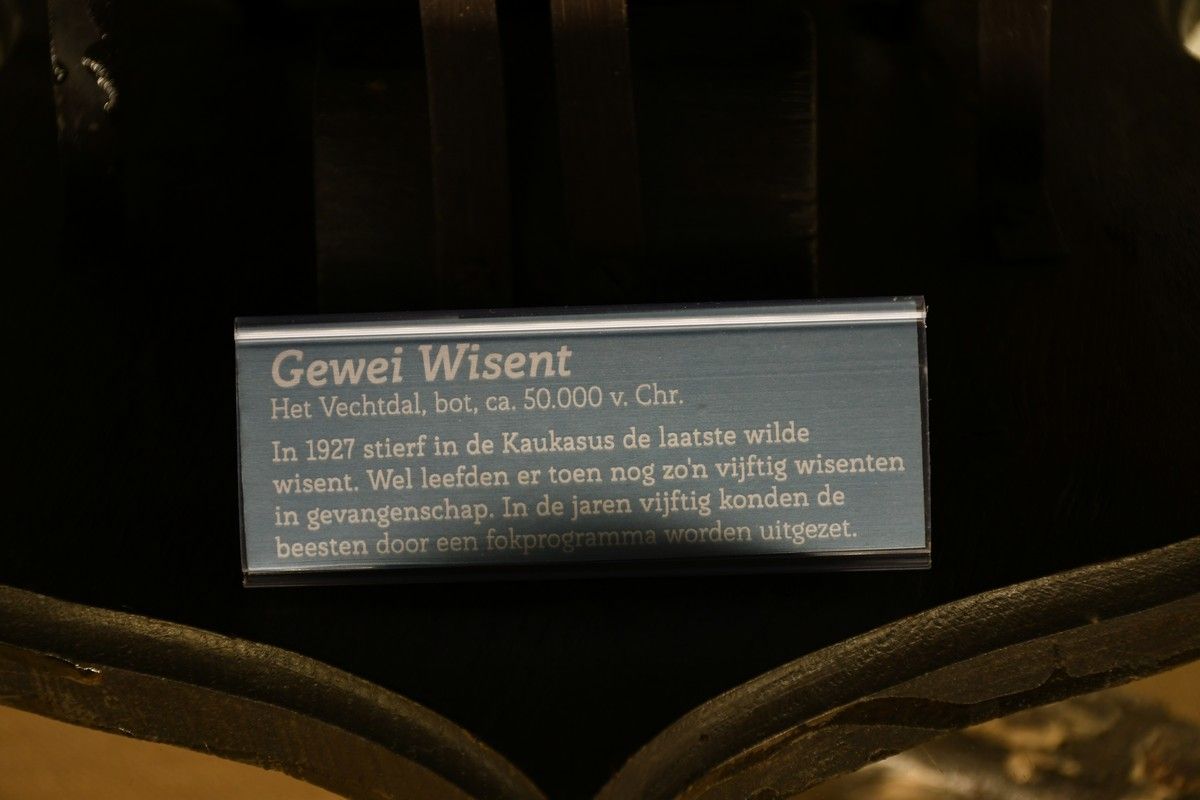 Gewei Wisent
Het Vechtdal, bot, ca. 50.000 v. Chr.
In 1927 stierf in de Kaukasus de laatste wilde
wisent. Wel leefden er toen nog zo'n vijftig wisenten
in gevangenschap. In de jaren vijftig konden de
beesten door een fokprogramma worden uitgezet.